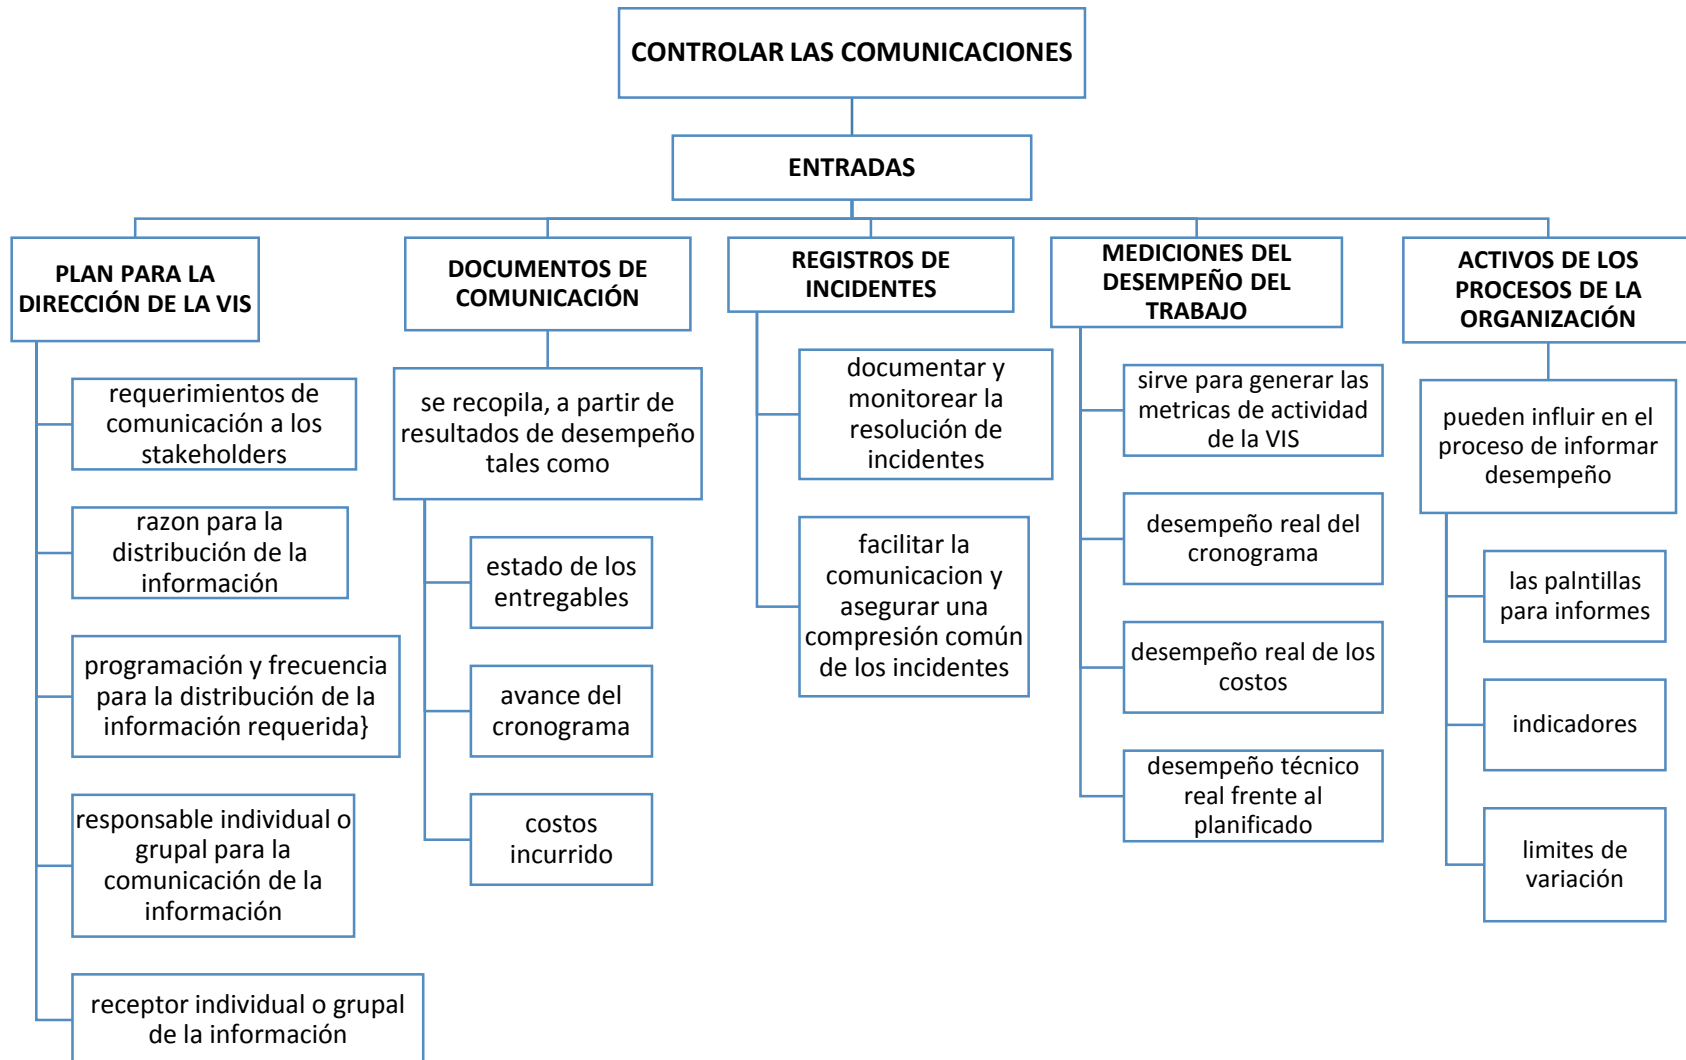 CONTROLAR LAS COMUNICACIONES
ENTRADAS
PLAN PARA LA
DIRECCIÓN DE LA VIS
requerimientos de
comunicación a los
stakeholders
razon para la
distribución de la
información
programación y frecuencia
para la distribución de la
información requerida}
responsable individual o
grupal para la
comunicación de la
información
receptor individual o grupal
de la información
DOCUMENTOS DE
COMUNICACIÓN
se recopila, a partir de
resultados de desempeño
tales como
estado de los
entregables
avance del
cronograma
costos
incurrido
REGISTROS DE
INCIDENTES
documentar y
monitorear la
resolución de
incidentes
facilitar la
comunicacion y
asegurar una
compresión común
de los incidentes
MEDICIONES DEL
DESEMPEÑO DEL
TRABAJO
sirve para generar las
metricas de actividad
de la VIS
desempeño real del
cronograma
desempeño real de los
costos
desempeño técnico
real frente al
planificado
ACTIVOS DE LOS
PROCESOS DE LA
ORGANIZACIÓN
pueden influir en el
proceso de informar
desempeño
las palntillas
para informes
indicadores
limites de
variación